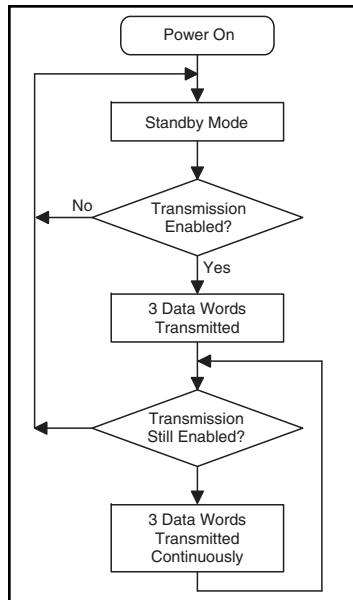 Power On
Standby Mode
Transmission
Enabled?
No
Yes
3 Data Words
Transmitted
Transmission
Still Enabled?
3 Data Words
Transmitted
Continuously